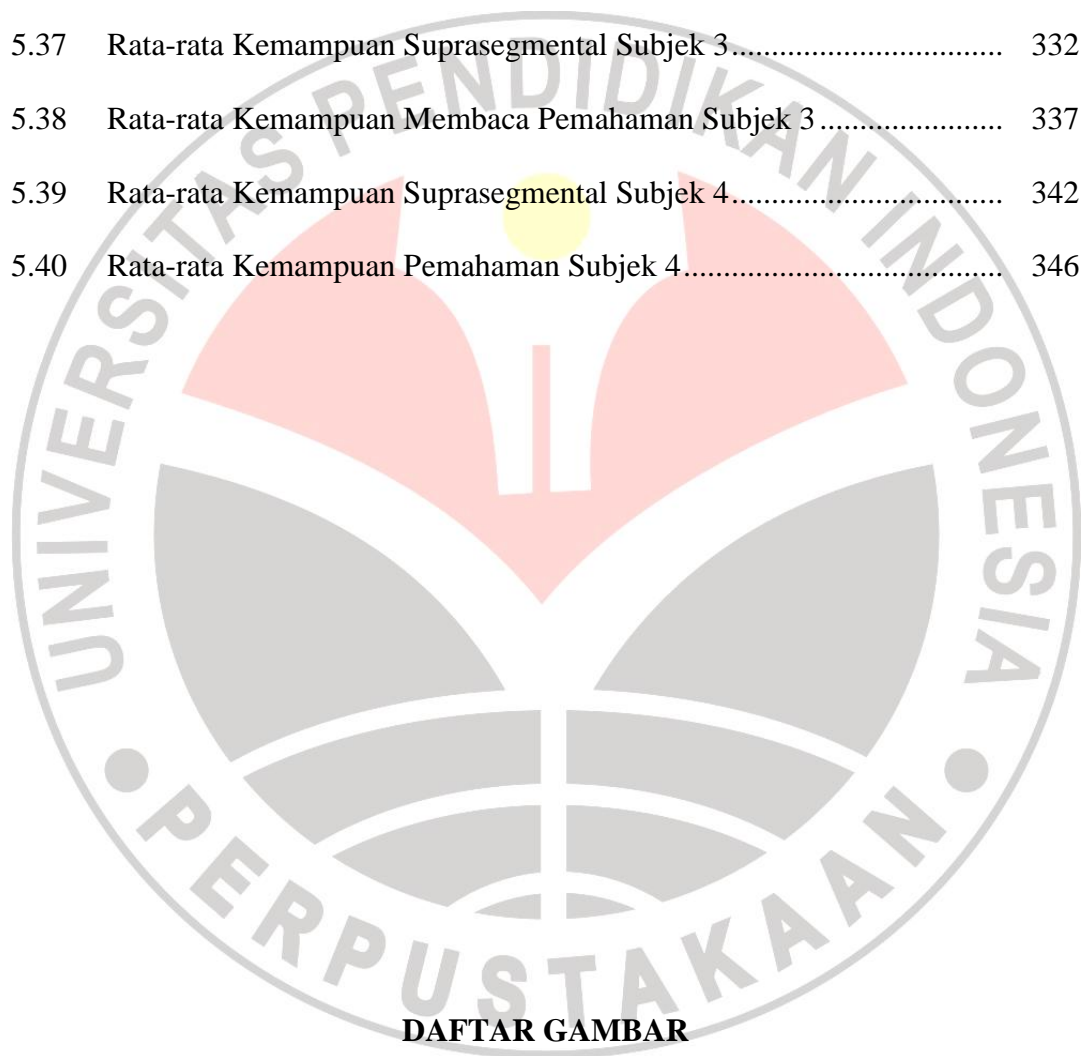 5.37 Rata-rata Kemampuan Suprasegmental Subjek 3.................................. 332
5.38 Rata-rata Kemampuan Membaca Pemahaman Subjek 3....................... 337
5.39 Rata-rata Kemampuan Suprasegmental Subjek 4.................................. 342
5.40 Rata-rata Kemampuan Pemahaman Subjek 4........................................ 346
UNIVERSITAS PENDIDIKAN INDONESIA
PERPUSTAKAAN
DAFTAR GAMBAR